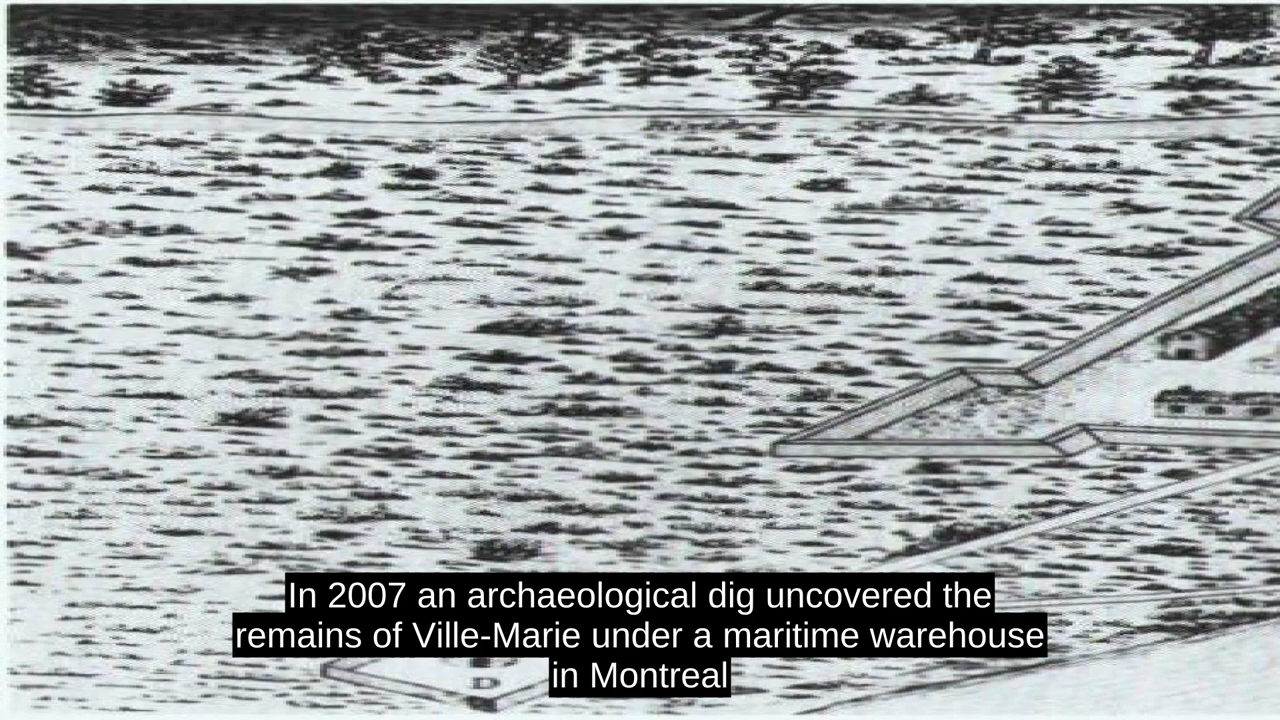 In 2007 an archaeological dig uncovered the
remains of Ville-Marie under a maritime warehouse
in Montreal
D